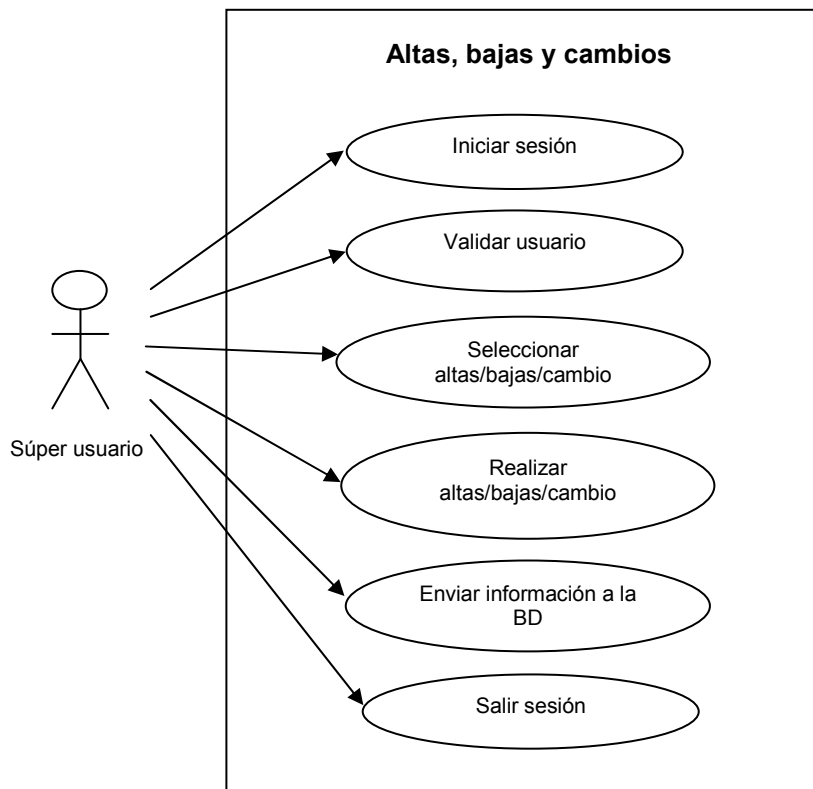 Altas, bajas y cambios
Iniciar sesión
Validar usuario
Seleccionar
altas/bajas/cambio
Súper usuario
Realizar
altas/bajas/cambio
Enviar información a la
BD
Salir sesión